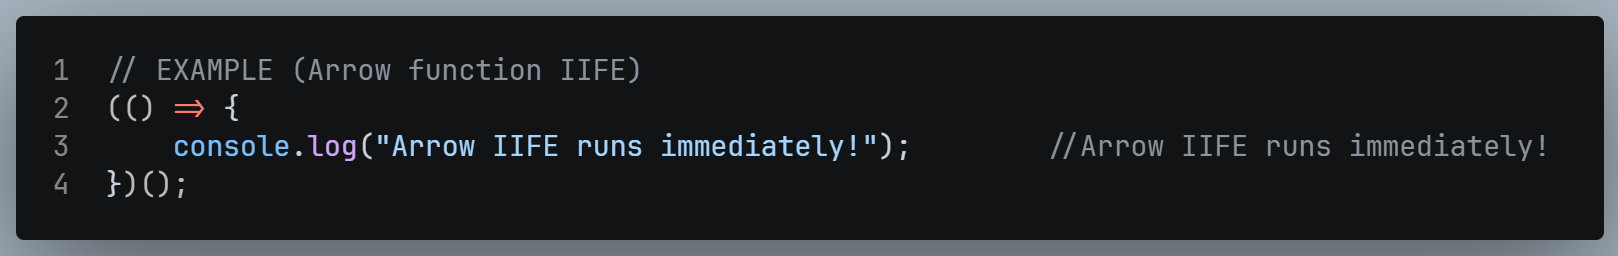 1 // EXAMPLE (Arrow function IIFE)
2 (() => {
3     console.log("Arrow IIFE runs immediately!");        //Arrow IIFE runs immediately!
4 })();